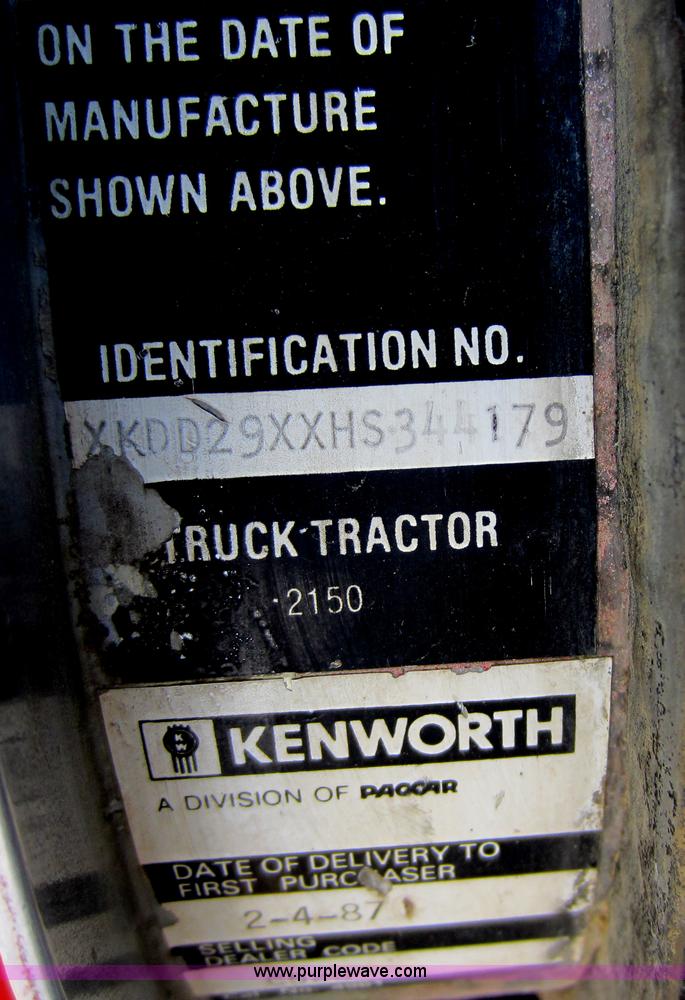 ON THE DATE OF
MANUFACTURE
SHOWN ABOVE.
IDENTIFICATION NO.
XKDD29XXHS344179
TRUCK-TRACTOR
2150
KW KENWORTH
A DIVISION OF PACCAR
DATE OF DELIVERY TO
FIRST PURCHASER
2-4-87
SELLING
DEALER CODE
www.purplewave.com